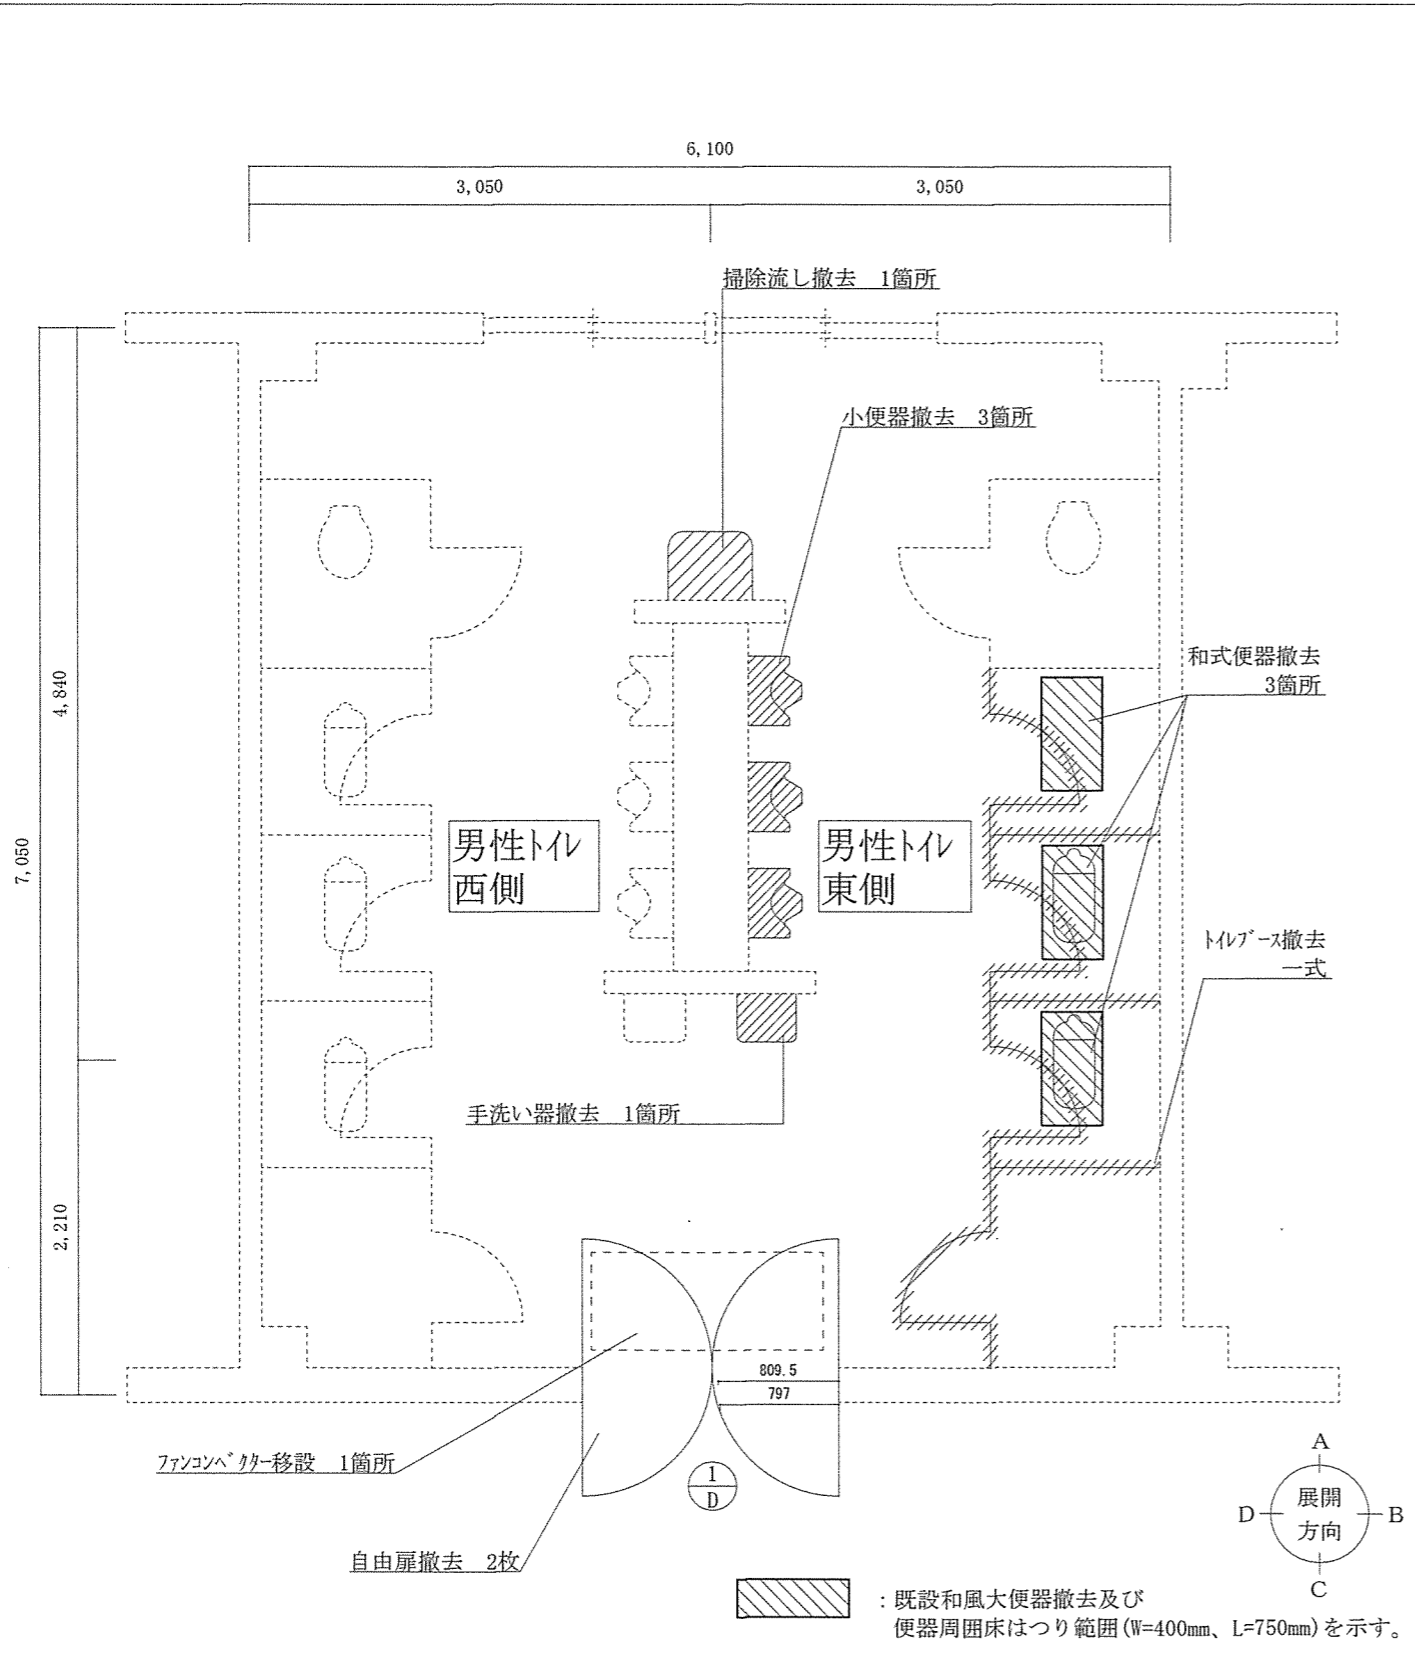 6,100
3,050
3,050
掃除流し撤去 1箇所
小便器撤去 3箇所
和式便器撤去
3箇所
4,840
7,050
2,210
男性ﾄｲﾚ
西側
男性ﾄｲﾚ
東側
ﾄｲﾚﾌﾞｰｽ撤去
一式
手洗い器撤去 1箇所
809.5
797
ﾌｧﾝｺﾝﾍﾞｸﾀｰ移設 1箇所
1
D
自由扉撤去 2枚
A
D
展開
方向
B
C
：既設和風大便器撤去及び
便器周囲床はつり範囲(W=400mm、L=750mm)を示す。